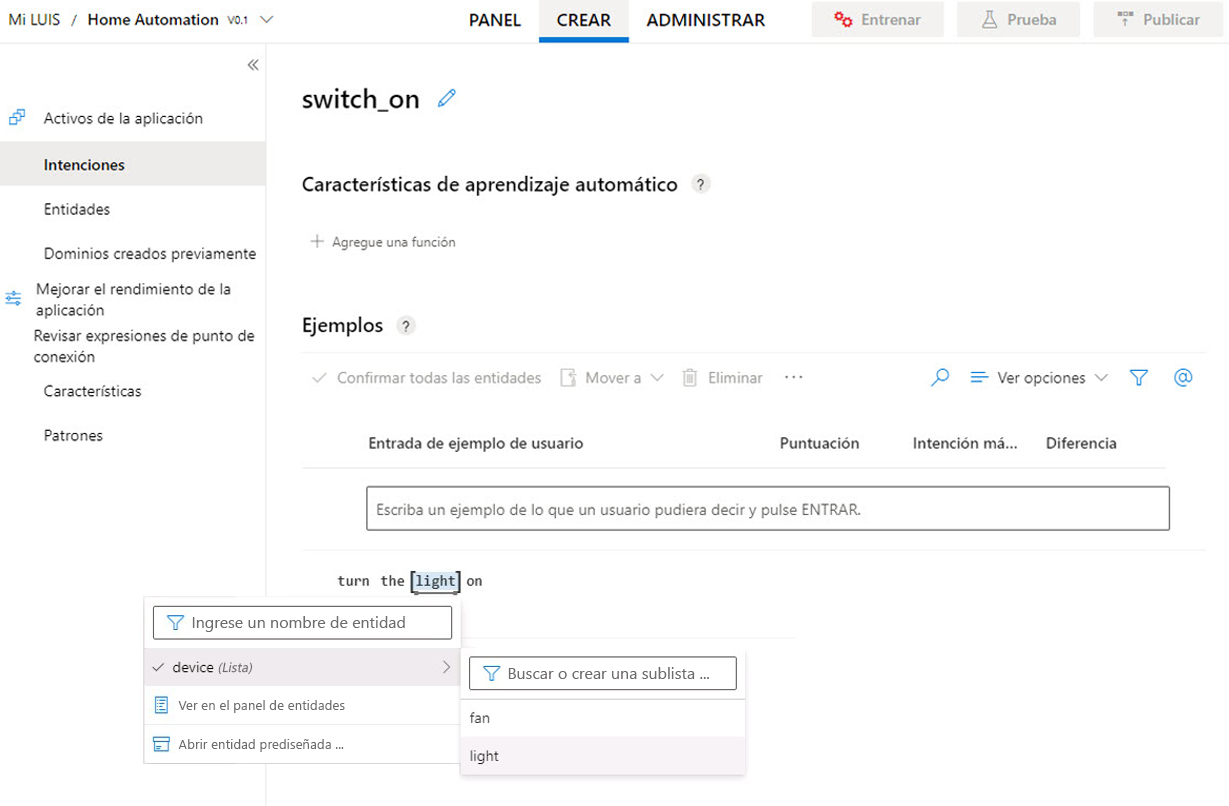 Mi LUIS / Home Automation V0.1
PANEL CREAR ADMINISTRAR
Entrenar Prueba Publicar
Activos de la aplicación
Intenciones
Entidades
Dominios creados previamente
Mejorar el rendimiento de la
aplicación
Revisar expresiones de punto de
conexión
Características
Patrones
switch_on
Características de aprendizaje automático ?
+ Agregue una función
Ejemplos ?
Confirmar todas las entidades Mover a Eliminar ...
Ver opciones @
Entrada de ejemplo de usuario Puntuación Intención má... Diferencia
Escriba un ejemplo de lo que un usuario pudiera decir y pulse ENTRAR.
turn the [light] on
Ingrese un nombre de entidad
device (Lista)
Ver en el panel de entidades
Abrir entidad prediseñada ...
Buscar o crear una sublista ...
fan
light